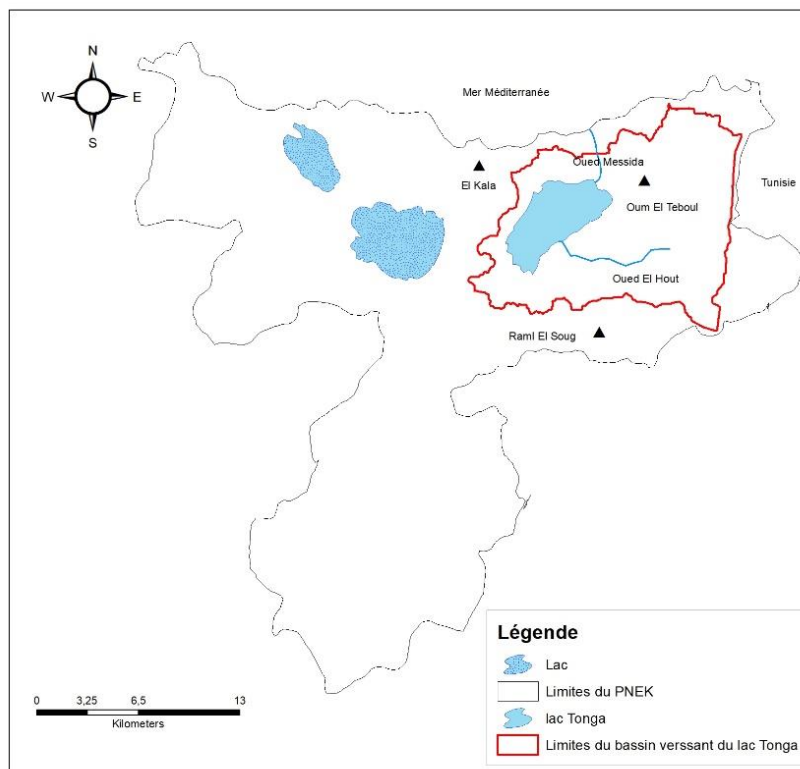 N
W E
S
Mer Méditerranée
Oued Messida
El Kala
Tunisie
Oum El Teboul
Oued El Hout
Raml El Soug
Légende
Lac
Limites du PNEK
lac Tonga
Limites du bassin verssant du lac Tonga
0 3,25 6,5 13
Kilometers